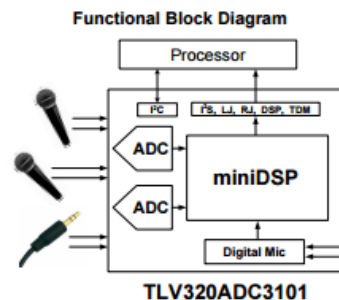 Functional Block Diagram
Processor
I²C
I²S, LJ, RJ, DSP, TDM
ADC
miniDSP
ADC
Digital Mic
TLV320ADC3101